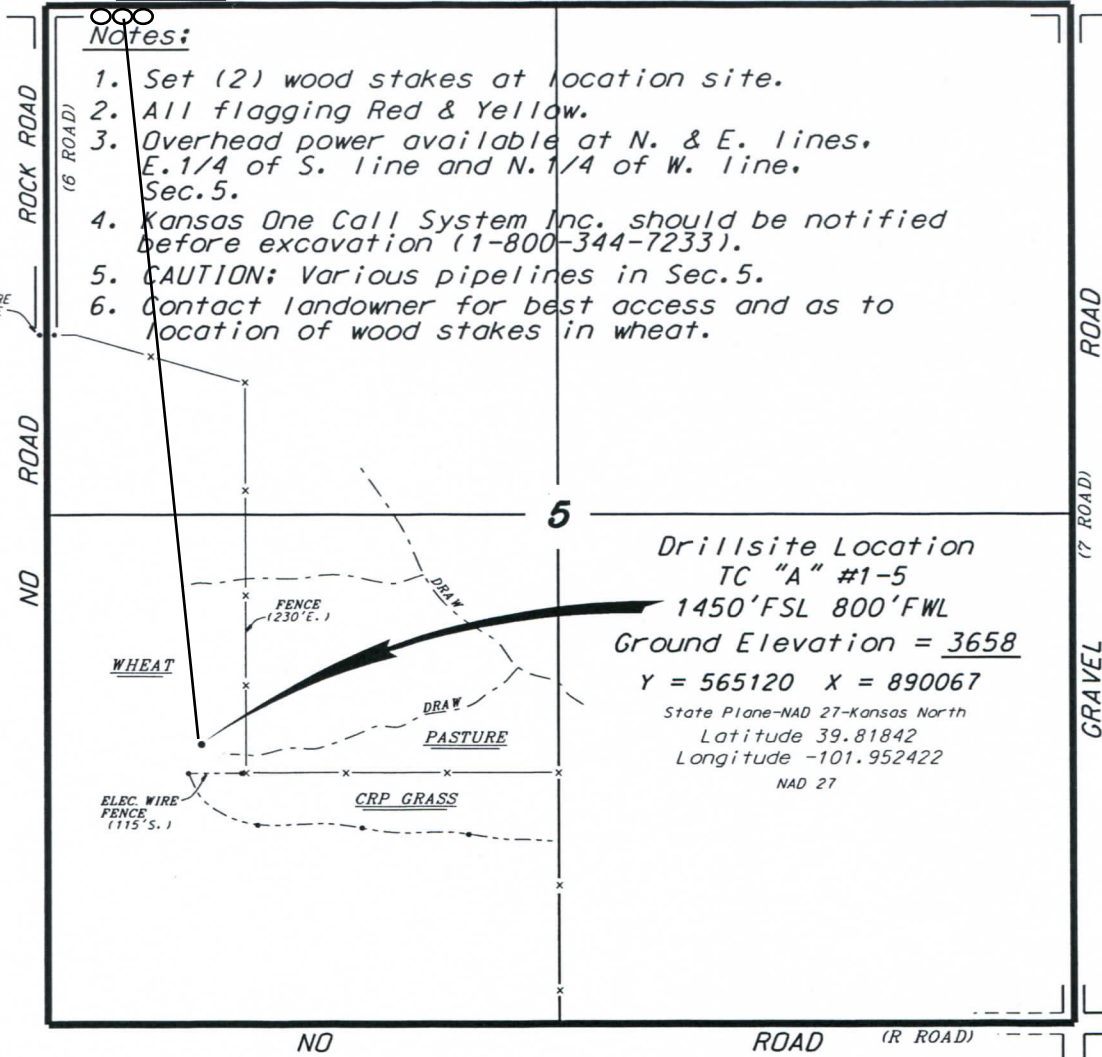 Notes:
1. Set (2) wood stakes at location site.
2. All flagging Red & Yellow.
3. Overhead power available at N. & E. lines,
E.1/4 of S. line and N.1/4 of W. line,
Sec.5.
4. Kansas One Call System Inc. should be notified
before excavation (1-800-344-7233).
5. CAUTION: Various pipelines in Sec.5.
6. Contact landowner for best access and as to
location of wood stakes in wheat.
ROCK ROAD
(6 ROAD)
NO ROAD
5
Drillsite Location
TC "A" #1-5
1450'FSL 800'FWL
Ground Elevation = 3658
Y = 565120 X = 890067
State Plane-NAD 27-Kansas North
Latitude 39.81842
Longitude -101.952422
NAD 27
DRAW
FENCE
(230'E.)
WHEAT
DRAW
PASTURE
CRP GRASS
ELEC. WIRE
FENCE
(115'S.)
GRAVEL ROAD
(7 ROAD)
NO ROAD (R ROAD)